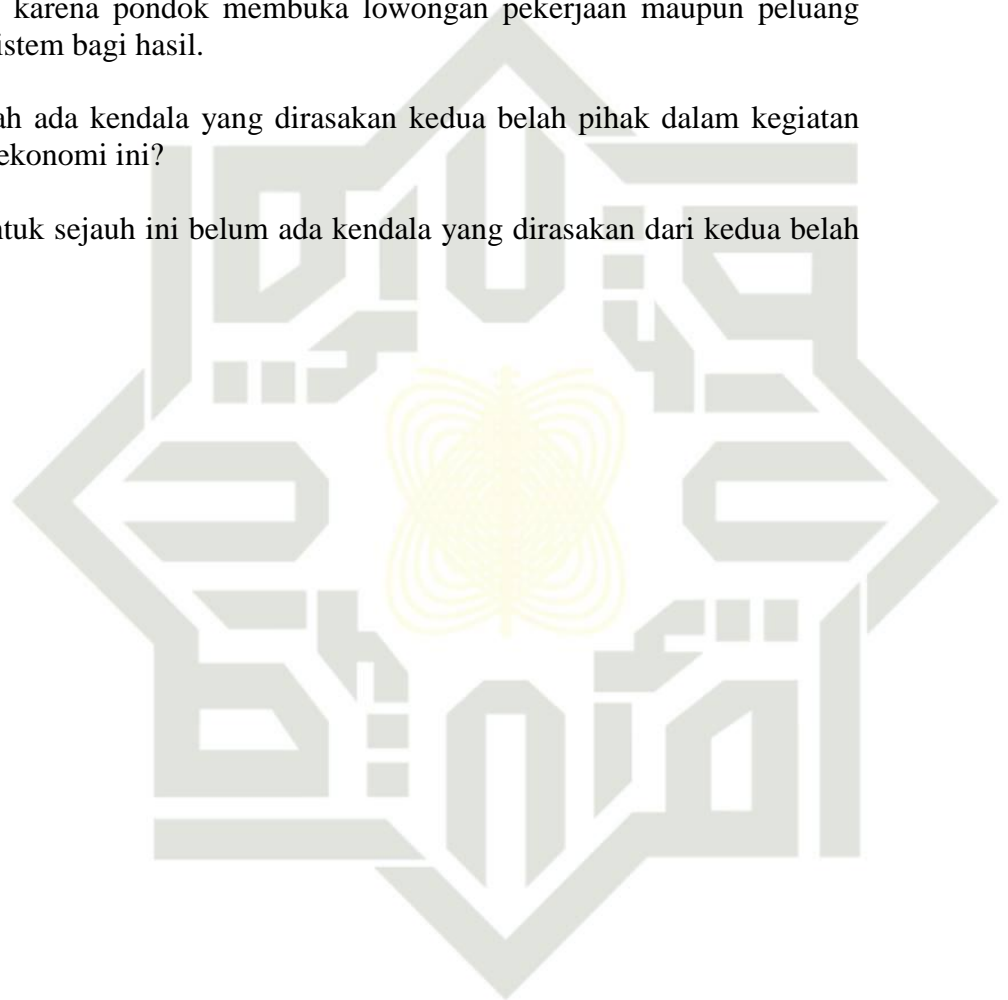 karena pondok membuka lowongan pekerjaan maupun peluang
istem bagi hasil.
ah ada kendala yang dirasakan kedua belah pihak dalam kegiatan
ekonomi ini?
ntuk sejauh ini belum ada kendala yang dirasakan dari kedua belah